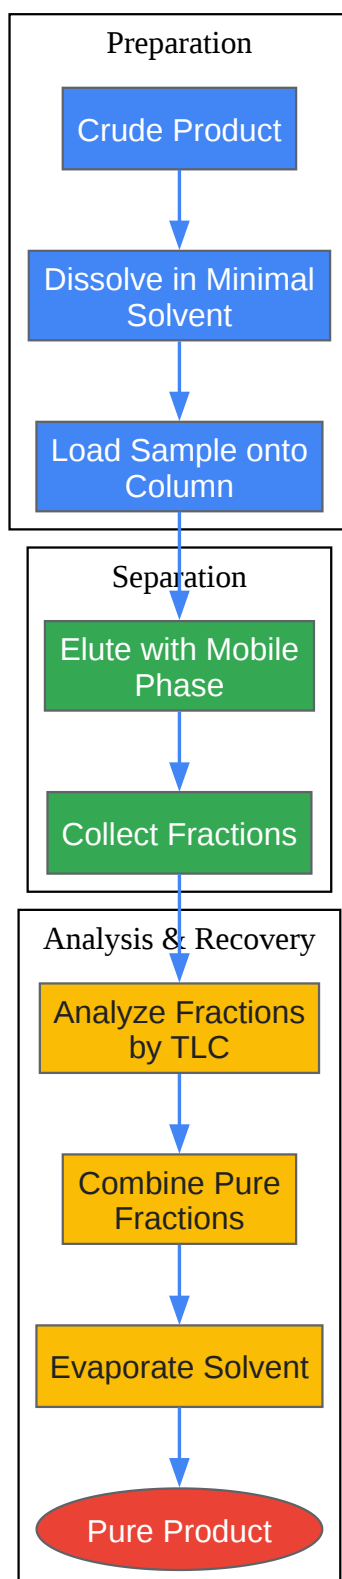 Preparation
Crude Product
Dissolve in Minimal
Solvent
Load Sample onto
Column
Separation
Elute with Mobile
Phase
Collect Fractions
Analysis & Recovery
Analyze Fractions
by TLC
Combine Pure
Fractions
Evaporate Solvent
Pure Product